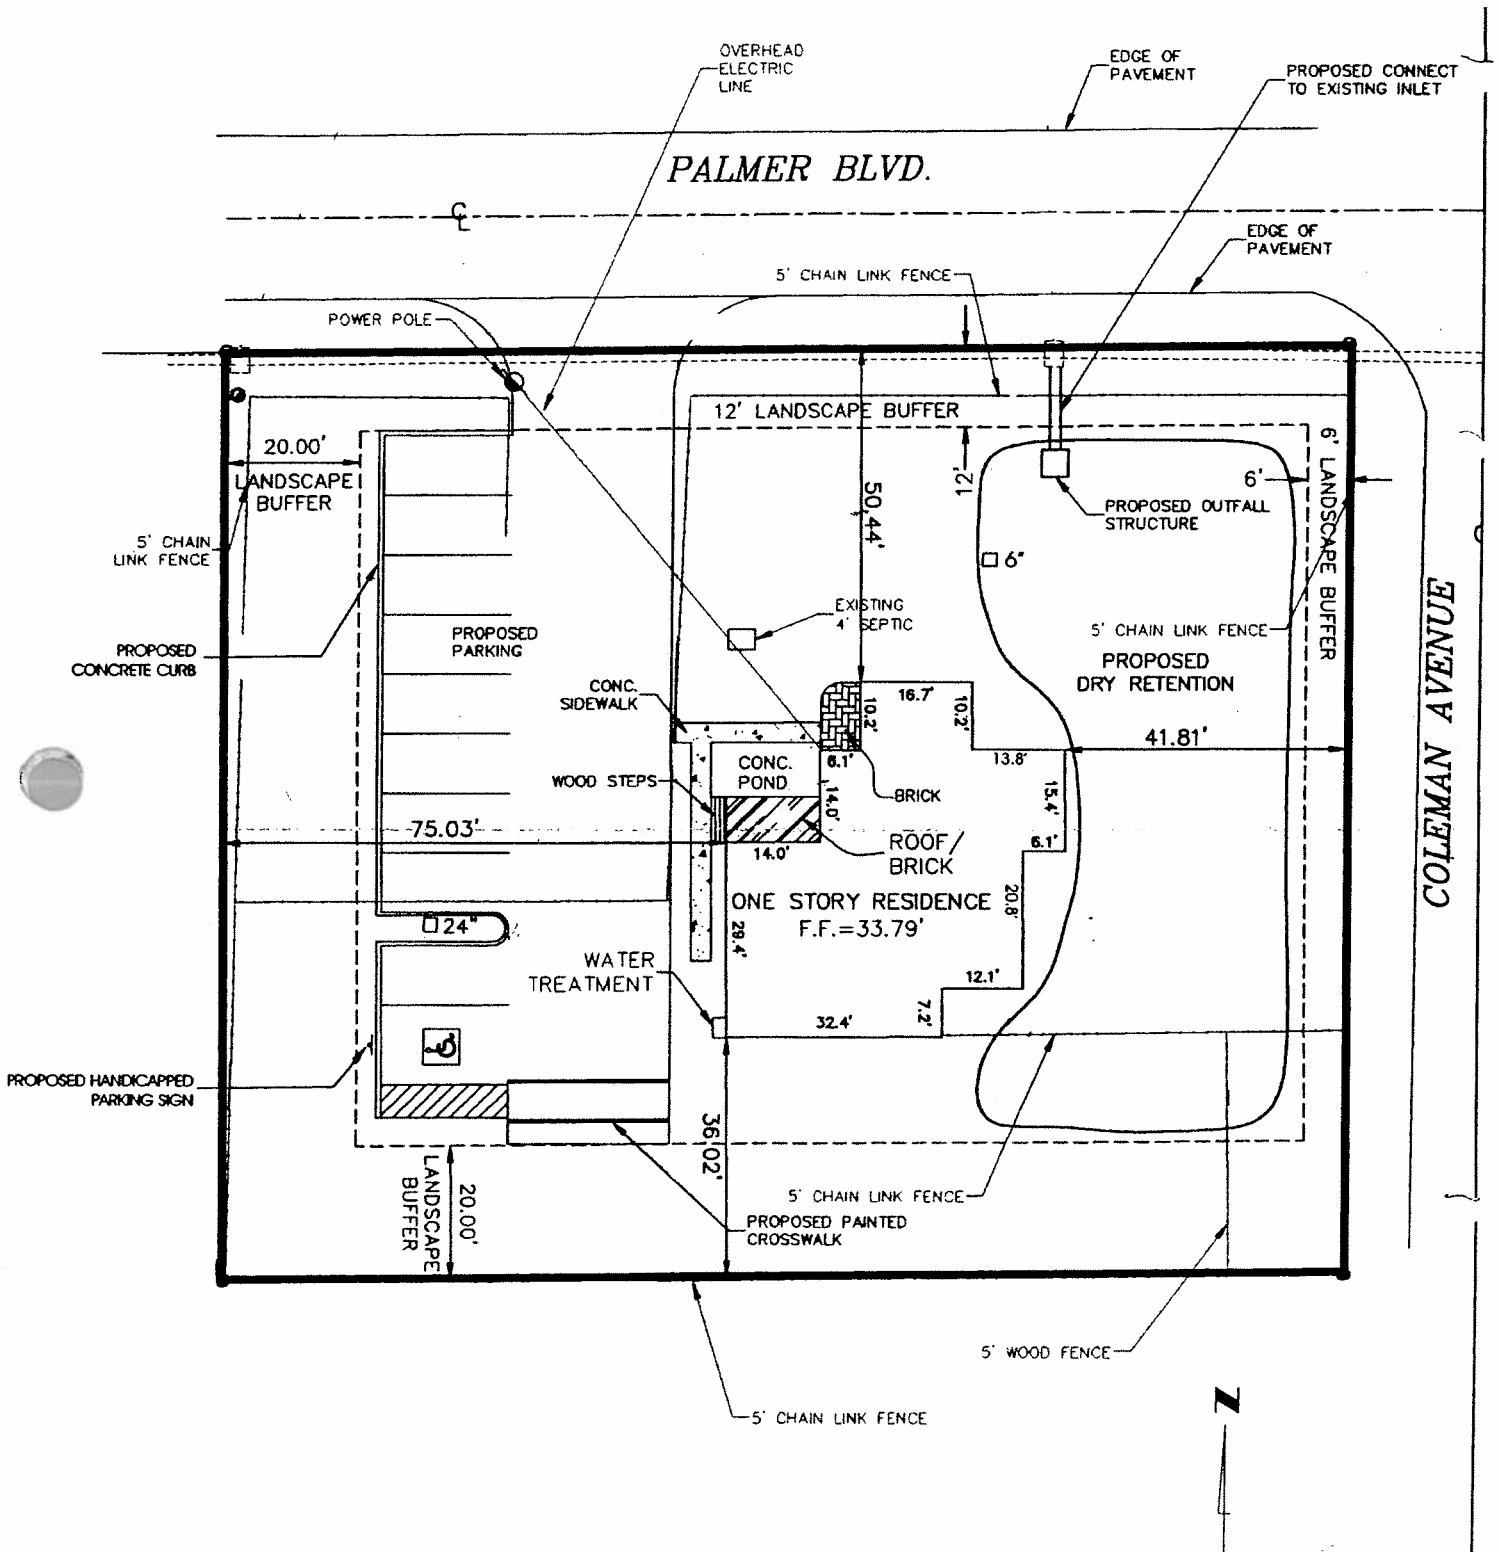 OVERHEAD
ELECTRIC
LINE
EDGE OF
PAVEMENT
PROPOSED CONNECT
TO EXISTING INLET
PALMER BLVD.
℄
EDGE OF
PAVEMENT
5' CHAIN LINK FENCE
POWER POLE
12' LANDSCAPE BUFFER
20.00'
LANDSCAPE
BUFFER
12'
6'
6' LANDSCAPE BUFFER
50.44'
PROPOSED OUTFALL
STRUCTURE
5' CHAIN
LINK FENCE
6"
EXISTING
4' SEPTIC
5' CHAIN LINK FENCE
PROPOSED
PARKING
PROPOSED
CONCRETE CURB
PROPOSED
DRY RETENTION
CONC.
SIDEWALK
16.7'
10.2'
10.2'
41.81'
COLEMAN AVENUE
6.1'
13.8'
CONC.
POND
WOOD STEPS
BRICK
14.0'
15.4'
75.03'
14.0'
ROOF/
BRICK
6.1'
ONE STORY RESIDENCE
F.F.=33.79'
20.8'
24"
29.4'
WATER
TREATMENT
12.1'
7.2'
32.4'
PROPOSED HANDICAPPED
PARKING SIGN
36.02'
20.00'
LANDSCAPE
BUFFER
5' CHAIN LINK FENCE
PROPOSED PAINTED
CROSSWALK
5' WOOD FENCE
5' CHAIN LINK FENCE
N